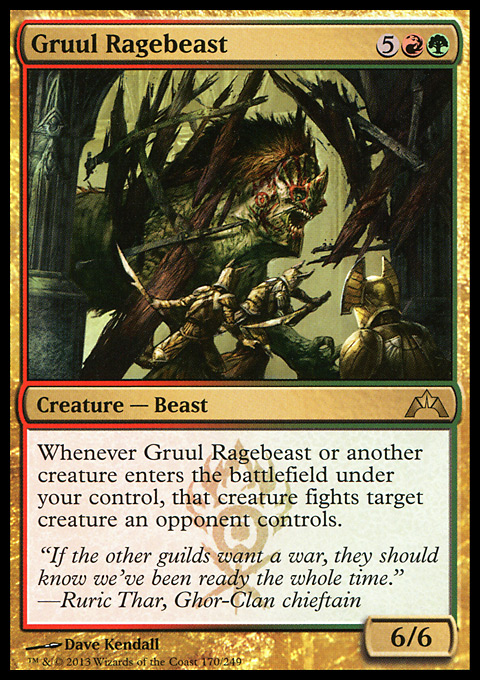 Gruul Ragebeast 5
Creature — Beast
Whenever Gruul Ragebeast or another
creature enters the battlefield under
your control, that creature fights target
creature an opponent controls.
“If the other guilds want a war, they should
know we’ve been ready the whole time.”
—Ruric Thar, Ghor-Clan chieftain
6/6
Dave Kendall
™ & © 2013 Wizards of the Coast 170/249